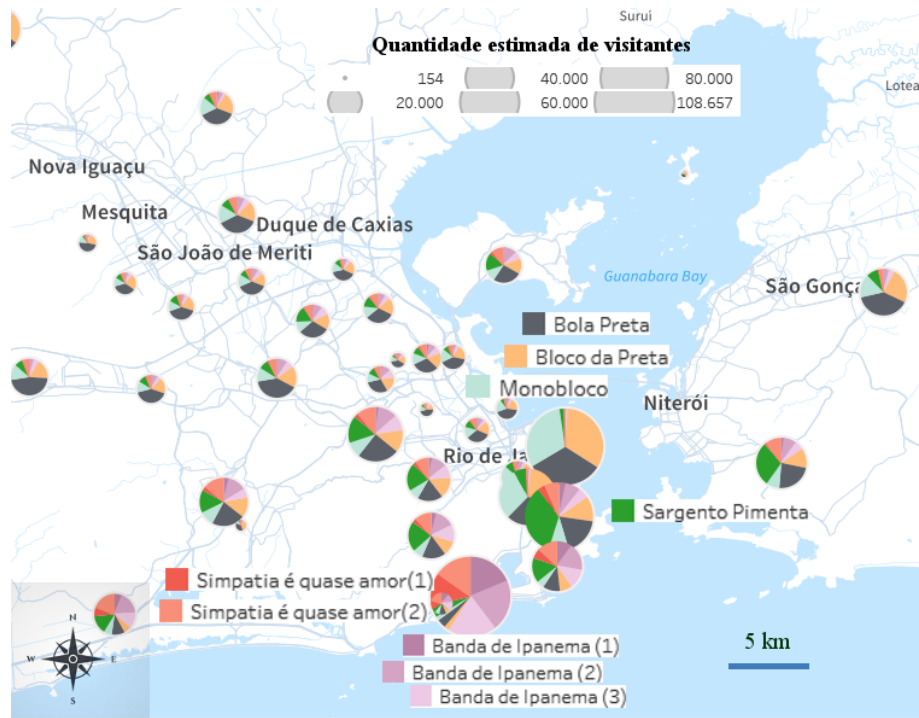 Suruí
Quantidade estimada de visitantes
154 40.000 80.000
20.000 60.000 108.657
Lotea
Nova Iguaçu
Mesquita
Duque de Caxias
São João de Meriti
Guanabara Bay
São Gonça
Bola Preta
Bloco da Preta
Monobloco
Niterói
Rio de Ja
Sargento Pimenta
Simpatia é quase amor(1)
Simpatia é quase amor(2)
N
W E
S
Banda de Ipanema (1)
Banda de Ipanema (2)
Banda de Ipanema (3)
5 km